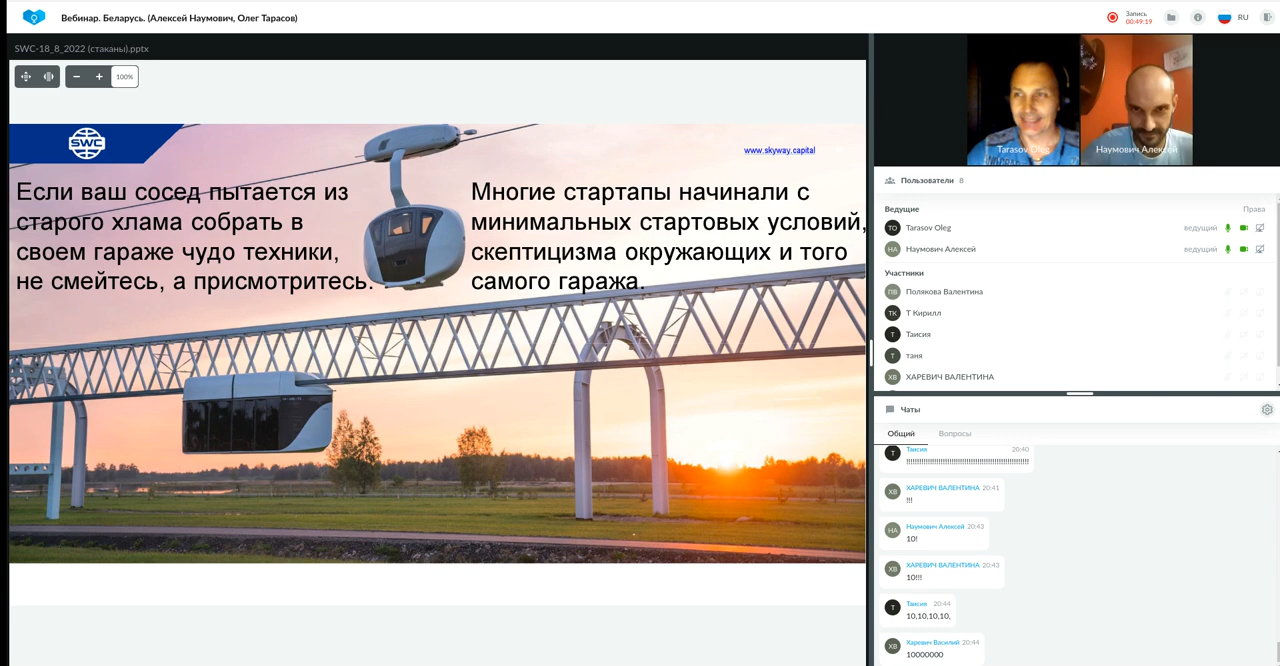 Вебинар. Беларусь. (Алексей Наумович, Олег Тарасов)
Запись
00:49:19
RU
SWC-18_8_2022 (стаканы).pptx
100%
SWC
www.skyway.capital
Если ваш сосед пытается из
старого хлама собрать в
своем гараже чудо техники,
не смейтесь, а присмотритесь.
Многие стартапы начинали с
минимальных стартовых условий,
скептицизма окружающих и того
самого гаража.
Tarasov Oleg
Наумович Алексей
Пользователи 8
Ведущие Права
TO Tarasov Oleg ведущий
НА Наумович Алексей ведущий
Участники
ПВ Полякова Валентина
ТК Т Кирилл
Т Таисия
Т таня
ХВ ХАРЕВИЧ ВАЛЕНТИНА
Чаты
Общий Вопросы
Т Таисия 20:40
ХВ ХАРЕВИЧ ВАЛЕНТИНА 20:41
!!!
НА Наумович Алексей 20:43
10!
ХВ ХАРЕВИЧ ВАЛЕНТИНА 20:43
10!!!
Т Таисия 20:44
10,10,10,10,
ХВ Харевич Василий 20:44
10000000